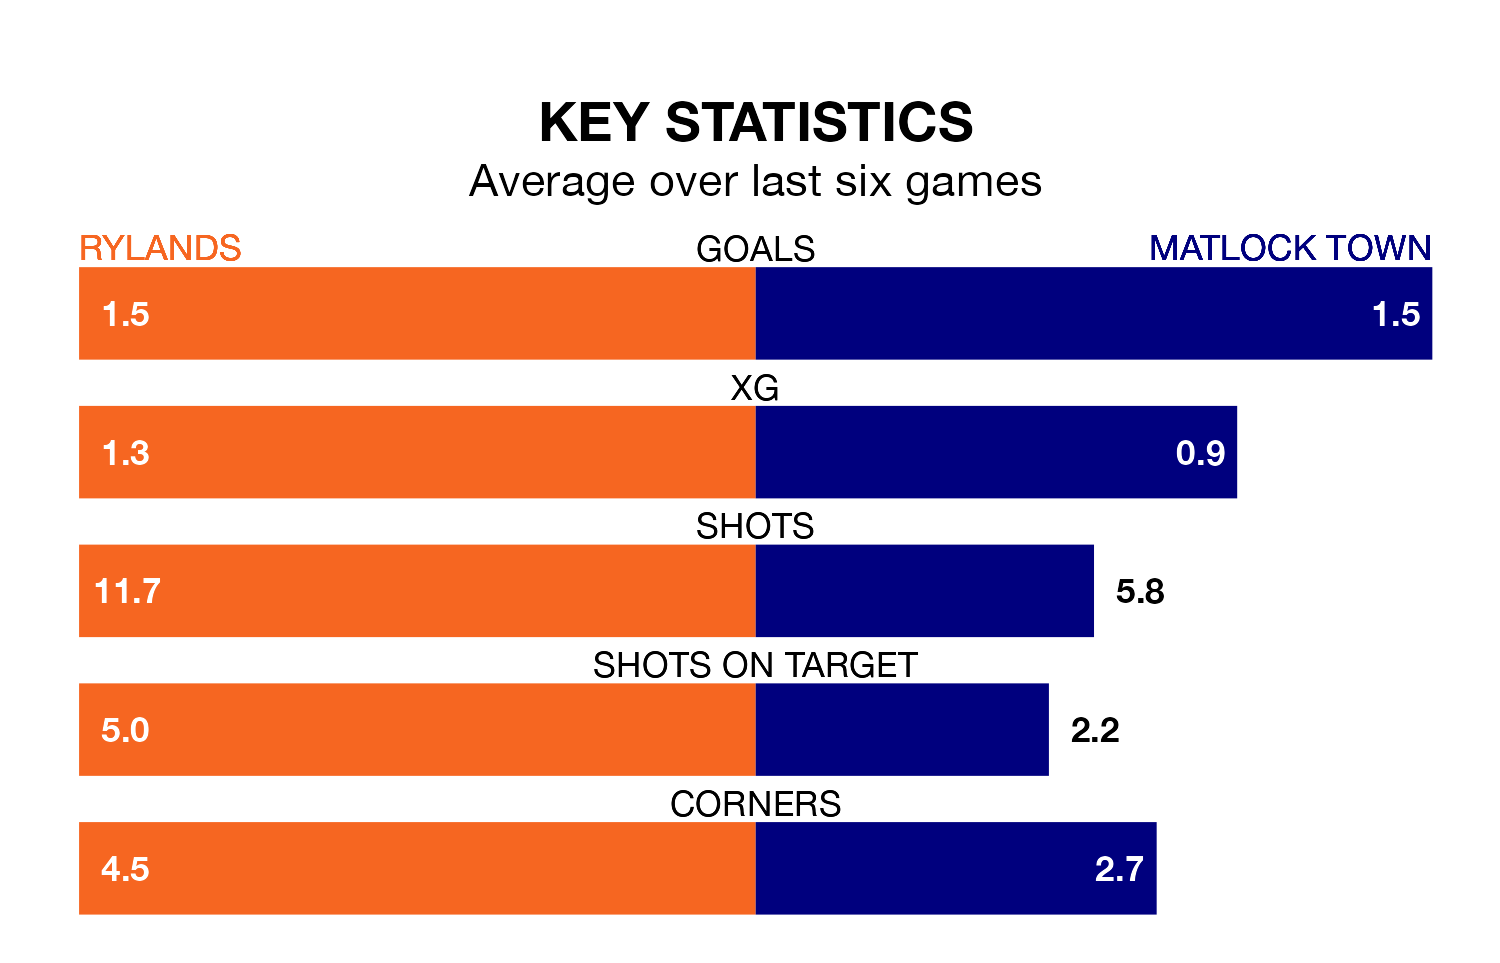 KEY STATISTICS
Average over last six games
RYLANDS GOALS MATLOCK TOWN
1.5 1.5
XG
1.3 0.9
SHOTS
11.7 5.8
SHOTS ON TARGET
5.0 2.2
CORNERS
4.5 2.7